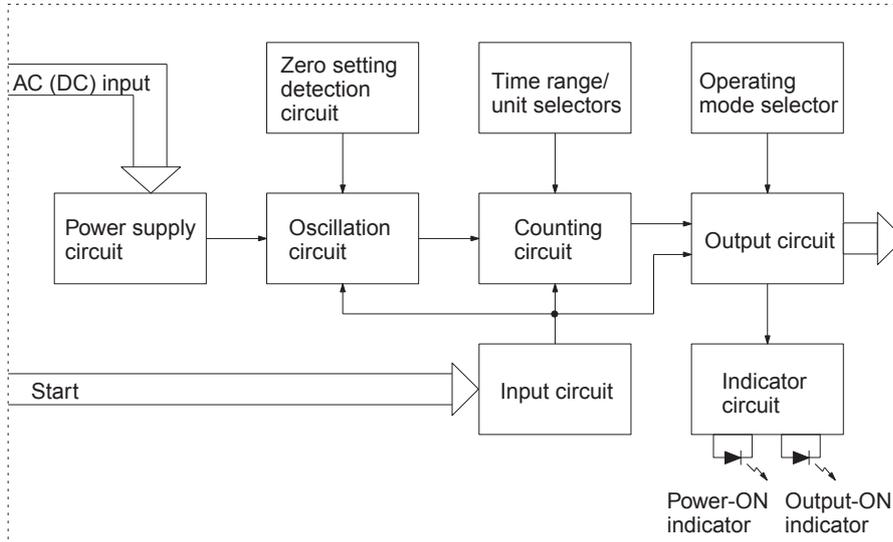 AC (DC) input
Zero setting
detection
circuit
Time range/
unit selectors
Operating
mode selector
Power supply
circuit
Oscillation
circuit
Counting
circuit
Output circuit
Start
Input circuit
Indicator
circuit
Power-ON
indicator
Output-ON
indicator